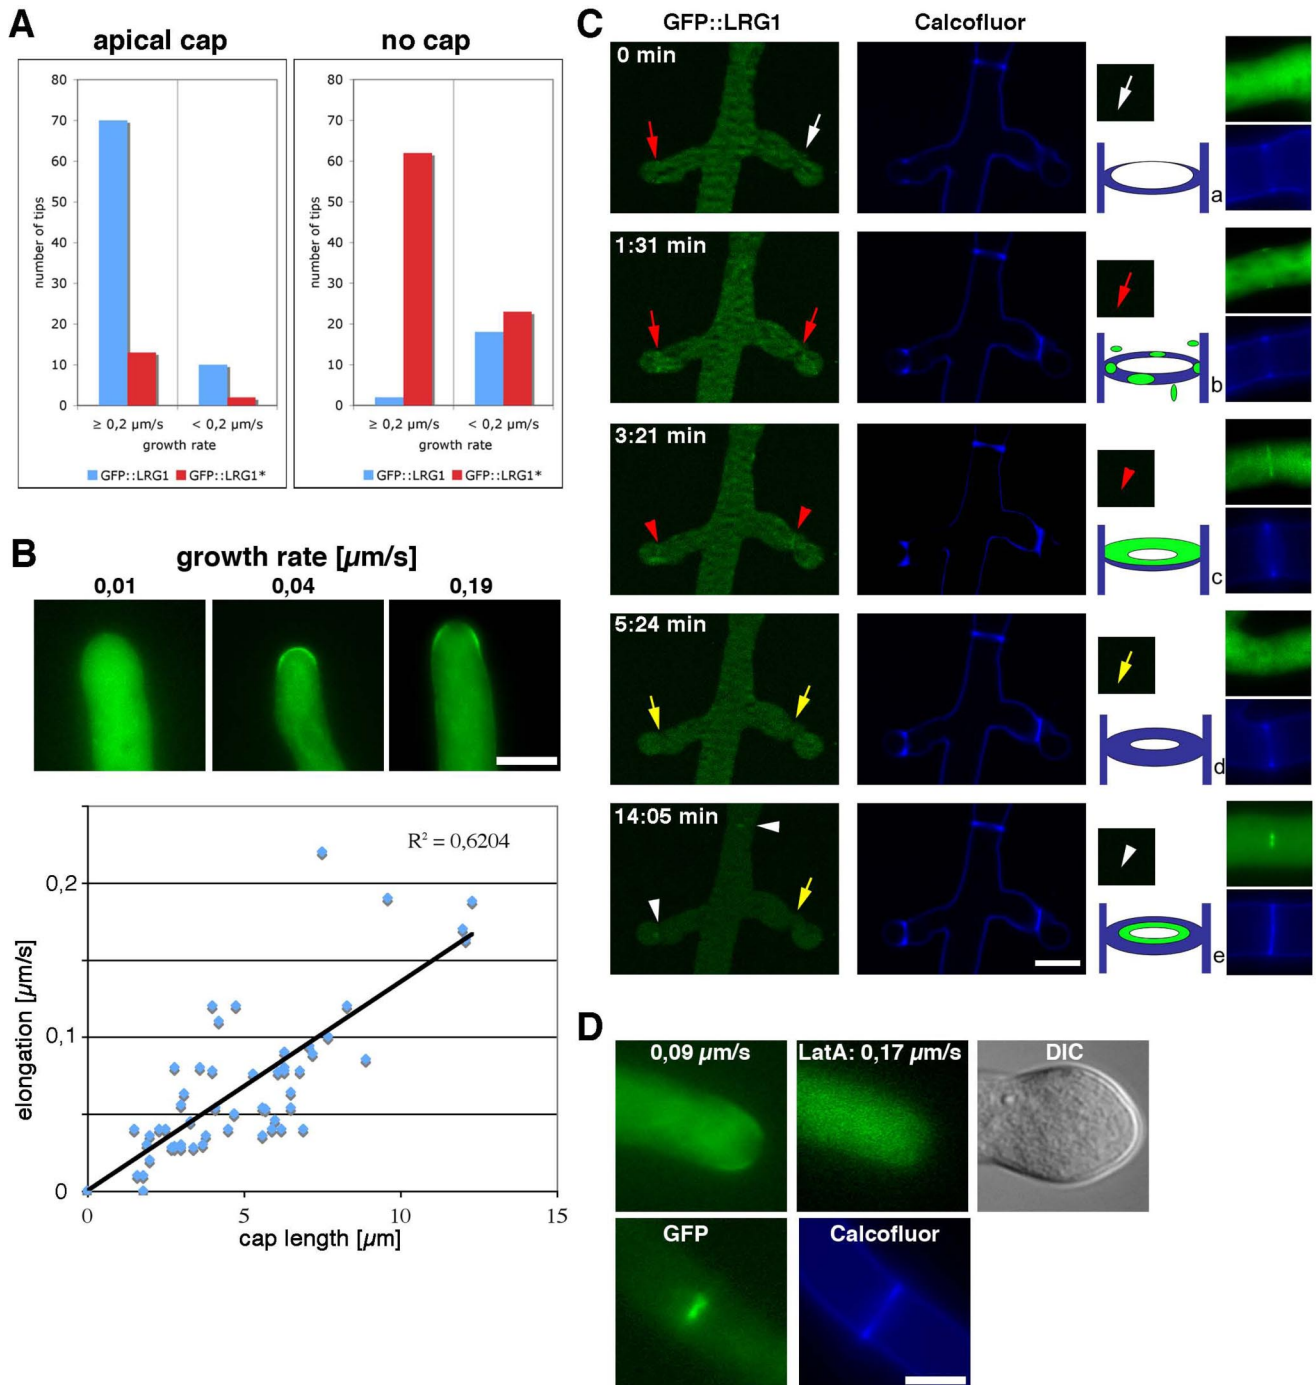 A
apical cap
no cap
80
70
60
50
40
30
20
10
0
number of tips
≥ 0,2 µm/s
< 0,2 µm/s
growth rate
GFP::LRG1
GFP::LRG1*
80
70
60
50
40
30
20
10
0
number of tips
≥ 0,2 µm/s
< 0,2 µm/s
growth rate
GFP::LRG1
GFP::LRG1*
B
growth rate [µm/s]
0,01
0,04
0,19
R² = 0,6204
0,2
0,1
0
elongation [µm/s]
0
5
10
15
cap length [µm]
C
GFP::LRG1
Calcofluor
0 min
a
1:31 min
b
3:21 min
c
5:24 min
d
14:05 min
e
D
0,09 µm/s
LatA: 0,17 µm/s
DIC
GFP
Calcofluor